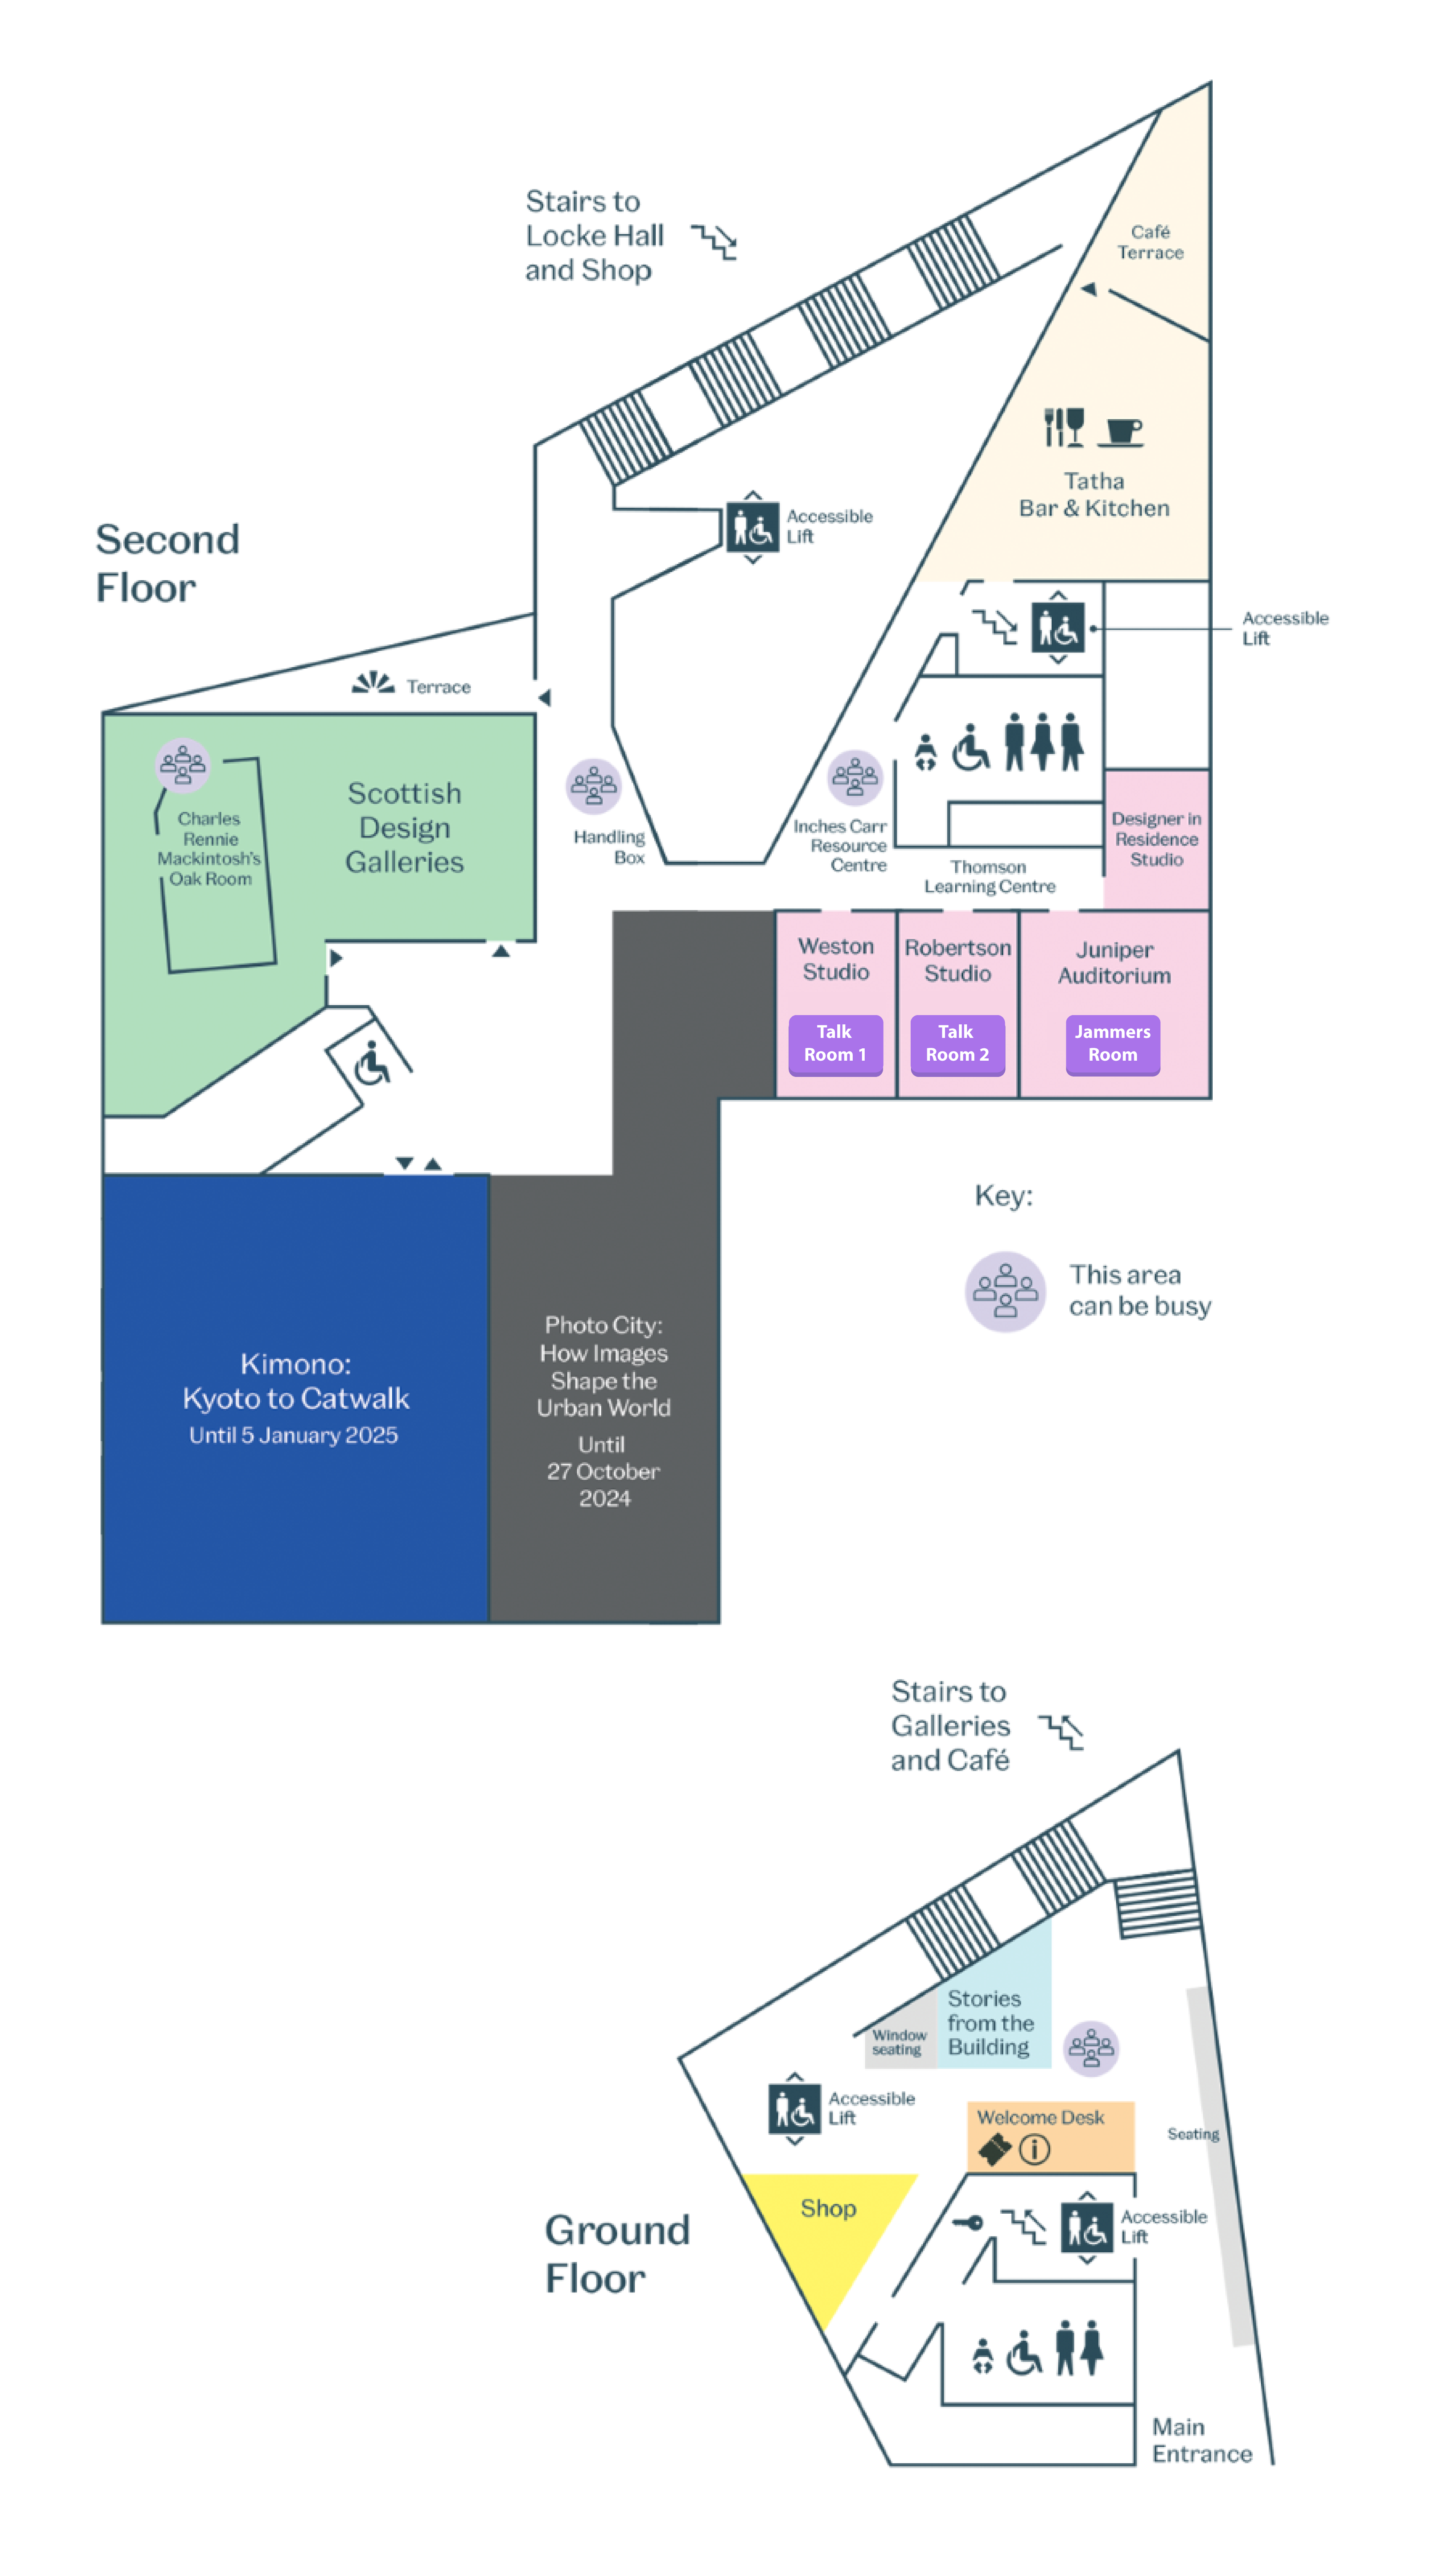 Stairs to
Locke Hall
and Shop
Café
Terrace
Tatha
Bar & Kitchen
Accessible
Lift
Second
Floor
Accessible
Lift
Terrace
Scottish
Design
Galleries
Charles
Rennie
Mackintosh's
Oak Room
Handling
Box
Inches Carr
Resource
Centre
Thomson
Learning Centre
Designer in
Residence
Studio
Weston
Studio
Talk
Room 1
Robertson
Studio
Talk
Room 2
Juniper
Auditorium
Jammers
Room
Key:
This area
can be busy
Kimono:
Kyoto to Catwalk
Until 5 January 2025
Photo City:
How Images
Shape the
Urban World
Until
27 October
2024
Stairs to
Galleries
and Café
Stories
from the
Building
Window
seating
Accessible
Lift
Welcome Desk
Seating
Shop
Accessible
Lift
Ground
Floor
Main
Entrance